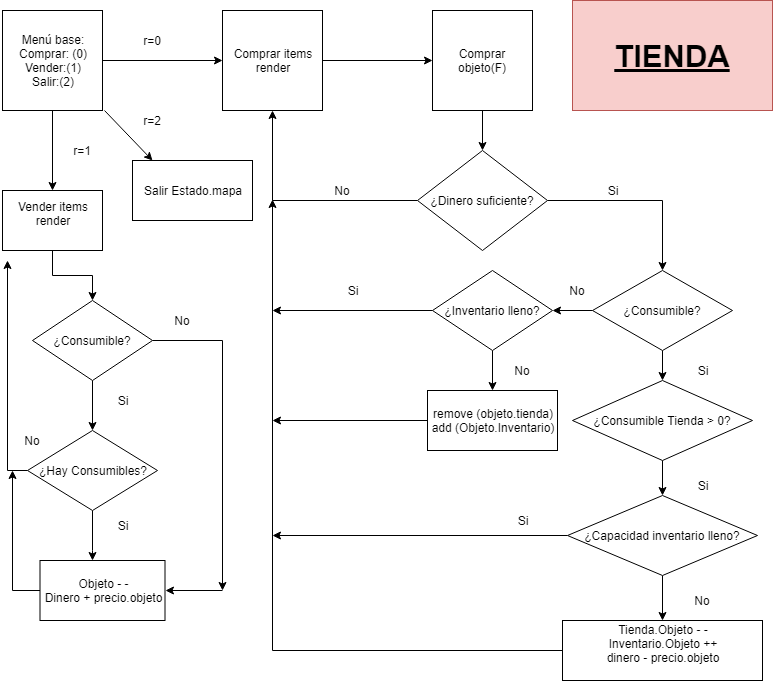 Menú base:
Comprar: (0)
Vender:(1)
Salir:(2)
r=0
Comprar items
render
Comprar
objeto(F)
TIENDA
r=2
r=1
Salir Estado.mapa
Vender items
render
No
¿Dinero suficiente?
Si
¿Consumible?
No
Si
¿Inventario lleno?
No
¿Consumible?
Si
No
Si
remove (objeto.tienda)
add (Objeto.Inventario)
¿Consumible Tienda > 0?
No
¿Hay Consumibles?
Si
Si
Si
¿Capacidad inventario lleno?
No
Objeto - -
Dinero + precio.objeto
Tienda.Objeto - -
Inventario.Objeto ++
dinero - precio.objeto